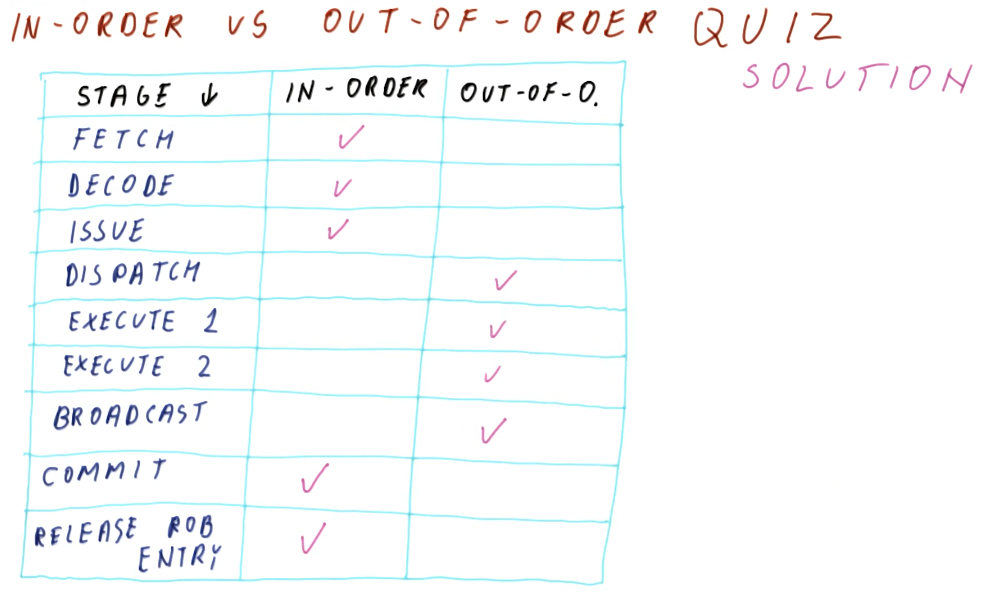 IN-ORDER VS OUT-OF-ORDER QUIZ
SOLUTION
STAGE ↓ IN-ORDER OUT-OF-O.
FETCH ✓
DECODE ✓
ISSUE ✓
DISPATCH ✓
EXECUTE 1 ✓
EXECUTE 2 ✓
BROADCAST ✓
COMMIT ✓
RELEASE ROB ✓
ENTRY